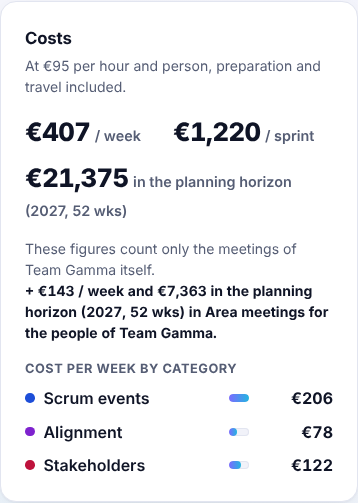 Costs
At €95 per hour and person, preparation and
travel included.
€407 / week €1,220 / sprint
€21,375 in the planning horizon
(2027, 52 wks)
These figures count only the meetings of
Team Gamma itself.
+ €143 / week and €7,363 in the planning
horizon (2027, 52 wks) in Area meetings for
the people of Team Gamma.
COST PER WEEK BY CATEGORY
Scrum events €206
Alignment €78
Stakeholders €122